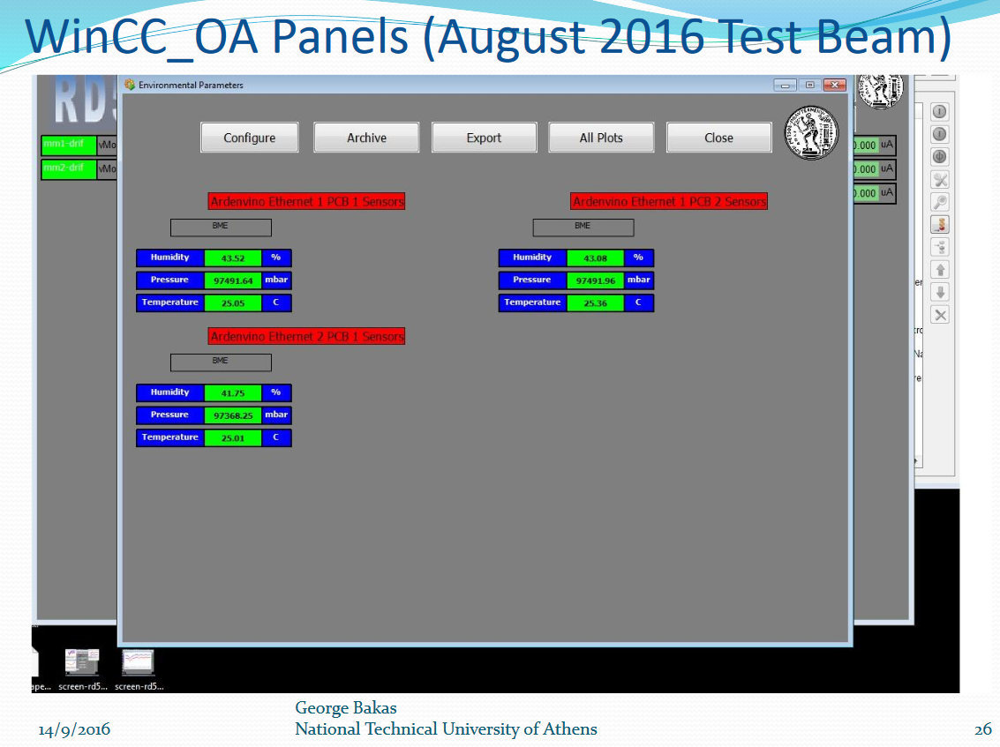 WinCC_OA Panels (August 2016 Test Beam)
RD5
Environmental Parameters
Configure
Archive
Export
All Plots
Close
mm1-drif vMo
0.000 uA
mm2-drif vMo
0.000 uA
0.000 uA
Ardenvino Ethernet 1 PCB 1 Sensors
BME
Humidity 43.52 %
Pressure 97491.64 mbar
Temperature 25.05 C
Ardenvino Ethernet 1 PCB 2 Sensors
BME
Humidity 43.08 %
Pressure 97491.96 mbar
Temperature 25.36 C
Ardenvino Ethernet 2 PCB 1 Sensors
BME
Humidity 41.75 %
Pressure 97368.25 mbar
Temperature 25.01 C
ape...
screen-rd5...
screen-rd5...
George Bakas
14/9/2016
National Technical University of Athens
26